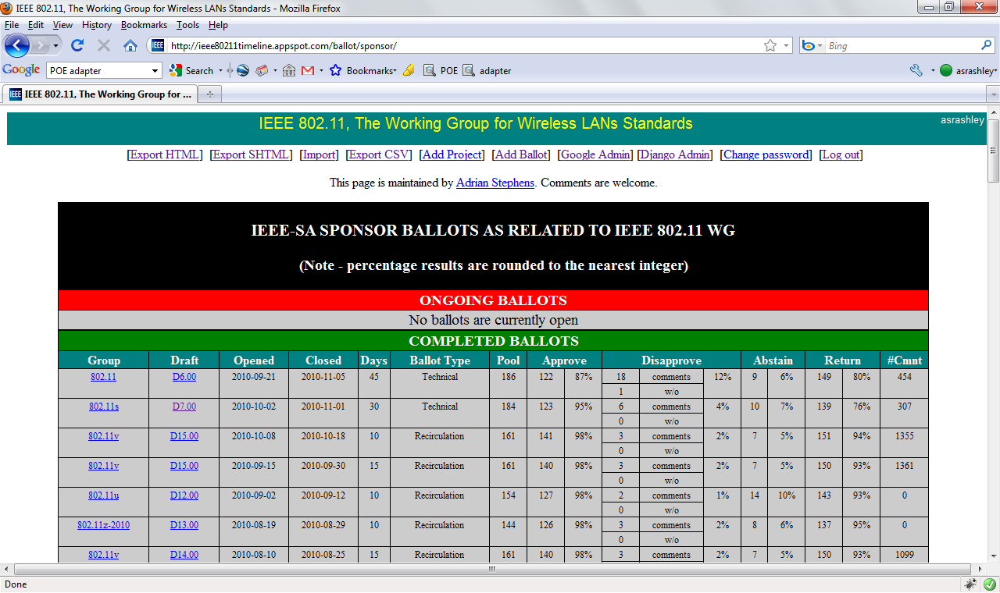 IEEE 802.11, The Working Group for Wireless LANs Standards - Mozilla Firefox
File Edit View History Bookmarks Tools Help
IEEE http://ieee80211timeline.appspot.com/ballot/sponsor/ Bing
Google POE adapter Search Bookmarks POE adapter asrashley
IEEE IEEE 802.11, The Working Group for ...
IEEE 802.11, The Working Group for Wireless LANs Standards asrashley
[Export HTML] [Export SHTML] [Import] [Export CSV] [Add Project] [Add Ballot] [Google Admin] [Django Admin] [Change password] [Log out]
This page is maintained by Adrian Stephens. Comments are welcome.
IEEE-SA SPONSOR BALLOTS AS RELATED TO IEEE 802.11 WG
(Note - percentage results are rounded to the nearest integer)
ONGOING BALLOTS
No ballots are currently open
COMPLETED BALLOTS
Group Draft Opened Closed Days Ballot Type Pool Approve Disapprove Abstain Return #Cmnt
802.11 D6.00 2010-09-21 2010-11-05 45 Technical 186 122 87% 18 comments 12% 9 6% 149 80% 454
1 w/o
802.11s D7.00 2010-10-02 2010-11-01 30 Technical 184 123 95% 6 comments 4% 10 7% 139 76% 307
0 w/o
802.11v D15.00 2010-10-08 2010-10-18 10 Recirculation 161 141 98% 3 comments 2% 7 5% 151 94% 1355
0 w/o
802.11v D15.00 2010-09-15 2010-09-30 15 Recirculation 161 140 98% 3 comments 2% 7 5% 150 93% 1361
0 w/o
802.11u D12.00 2010-09-02 2010-09-12 10 Recirculation 154 127 98% 2 comments 1% 14 10% 143 93% 0
0 w/o
802.11z-2010 D13.00 2010-08-19 2010-08-29 10 Recirculation 144 126 98% 3 comments 2% 8 6% 137 95% 0
0 w/o
802.11v D14.00 2010-08-10 2010-08-25 15 Recirculation 161 140 98% 3 comments 2% 7 5% 150 93% 1099
Done